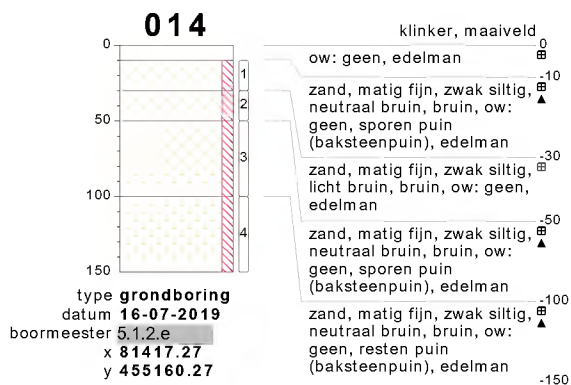 014
klinker, maaiveld
0
0
ow: geen, edelman
-10
1
zand, matig fijn, zwak siltig,
neutraal bruin, bruin, ow:
geen, sporen puin
(baksteenpuin), edelman
2
50
-30
zand, matig fijn, zwak siltig,
licht bruin, bruin, ow: geen,
edelman
3
-50
100
zand, matig fijn, zwak siltig,
neutraal bruin, bruin, ow:
geen, sporen puin
(baksteenpuin), edelman
4
150
-100
zand, matig fijn, zwak siltig,
neutraal bruin, bruin, ow:
geen, resten puin
(baksteenpuin), edelman
-150
type grondboring
datum 16-07-2019
boormeester 5.1.2.e
x 81417.27
y 455160.27